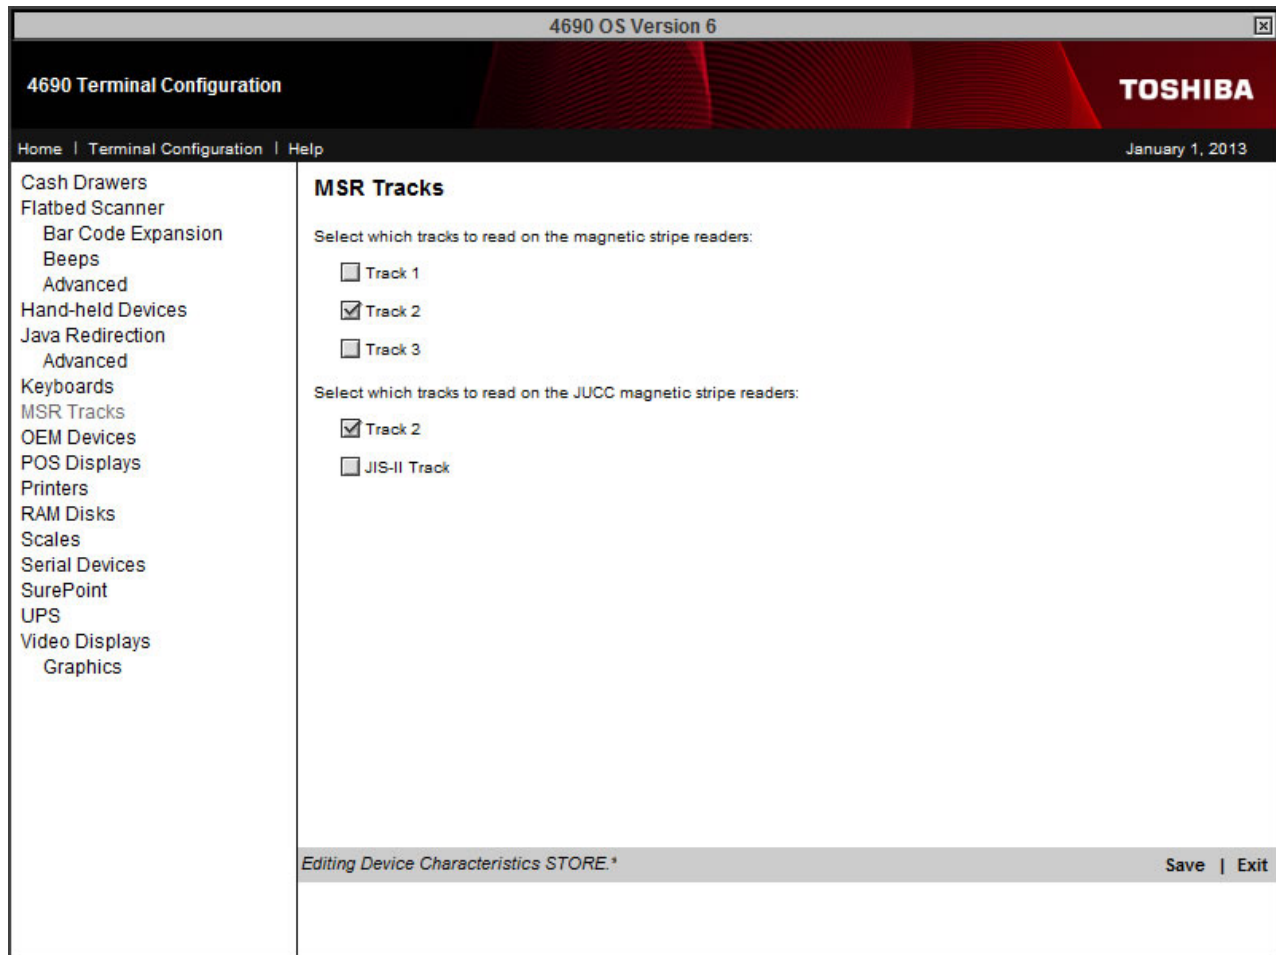 4690 OS Version 6
4690 Terminal Configuration
TOSHIBA
Home | Terminal Configuration | Help
January 1, 2013
Cash Drawers
Flatbed Scanner
Bar Code Expansion
Beeps
Advanced
Hand-held Devices
Java Redirection
Advanced
Keyboards
MSR Tracks
OEM Devices
POS Displays
Printers
RAM Disks
Scales
Serial Devices
SurePoint
UPS
Video Displays
Graphics
MSR Tracks
Select which tracks to read on the magnetic stripe readers:
Track 1
Track 2
Track 3
Select which tracks to read on the JUCC magnetic stripe readers:
Track 2
JIS-II Track
Editing Device Characteristics STORE.*
Save | Exit